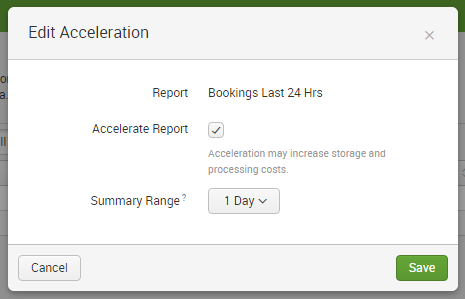 Edit Acceleration
×
Report Bookings Last 24 Hrs
Accelerate Report
Acceleration may increase storage and
processing costs.
Summary Range ? 1 Day
Cancel Save